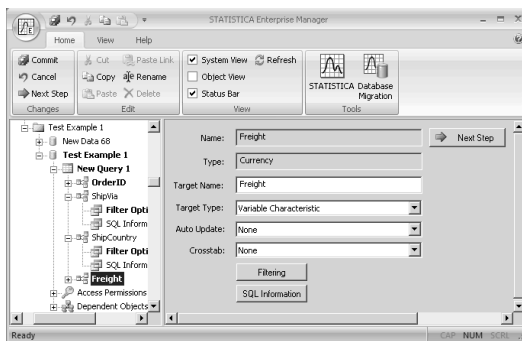 STATISTICA Enterprise Manager
Home View Help
Commit Cut Paste Link System View Refresh
Cancel Copy Rename Object View
Next Step Paste Delete Status Bar
STATISTICA Database Migration
Changes Edit View Tools
Test Example 1
New Data 68
Test Example 1
New Query 1
OrderID
ShipVia
Filter Opti
SQL Inform
ShipCountry
Filter Opti
SQL Inform
Freight
Access Permissions
Dependent Objects
Name: Freight
Next Step
Type: Currency
Target Name: Freight
Target Type: Variable Characteristic
Auto Update: None
Crosstab: None
Filtering
SQL Information
Ready
CAP NUM SCRL